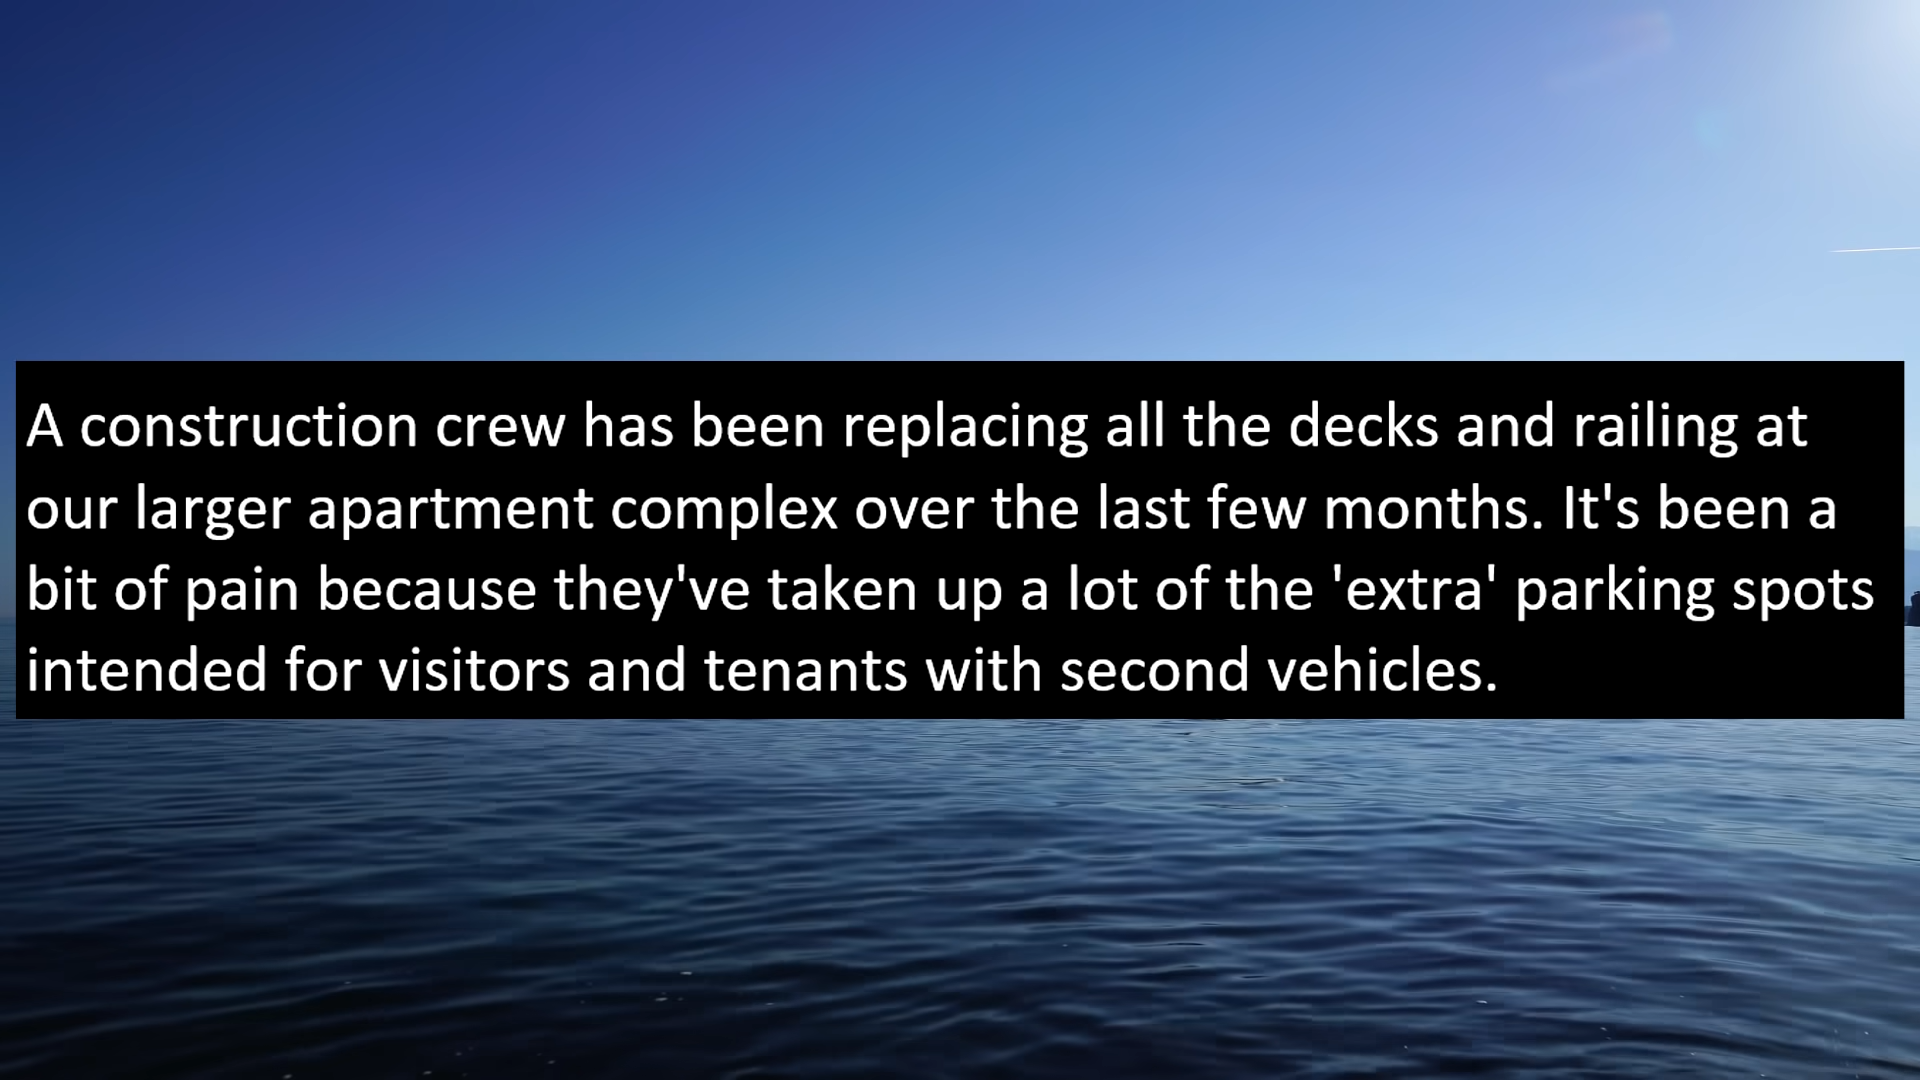 A construction crew has been replacing all the decks and railing at
our larger apartment complex over the last few months. It's been a
bit of pain because they've taken up a lot of the 'extra' parking spots
intended for visitors and tenants with second vehicles.